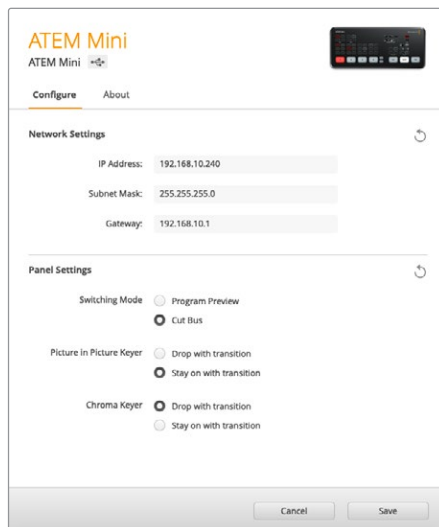 ATEM Mini
ATEM Mini
Configure About
Network Settings
IP Address: 192.168.10.240
Subnet Mask: 255.255.255.0
Gateway: 192.168.10.1
Panel Settings
Switching Mode Program Preview
Cut Bus
Picture in Picture Keyer Drop with transition
Stay on with transition
Chroma Keyer Drop with transition
Stay on with transition
Cancel Save